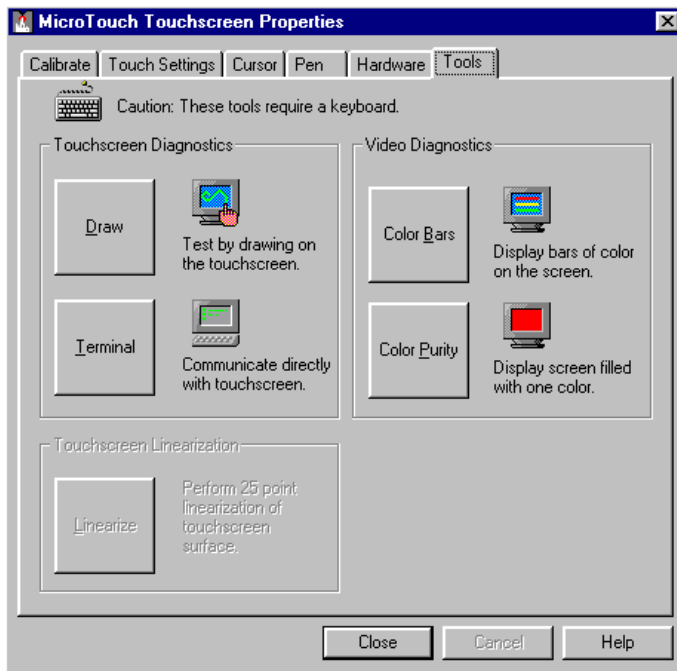 MicroTouch Touchscreen Properties
Calibrate Touch Settings Cursor Pen Hardware Tools
Caution: These tools require a keyboard.
Touchscreen Diagnostics
Draw
Test by drawing on
the touchscreen.
Terminal
Communicate directly
with touchscreen.
Video Diagnostics
Color Bars
Display bars of color
on the screen.
Color Purity
Display screen filled
with one color.
Touchscreen Linearization
Linearize
Perform 25 point
linearization of
touchscreen
surface.
Close Cancel Help